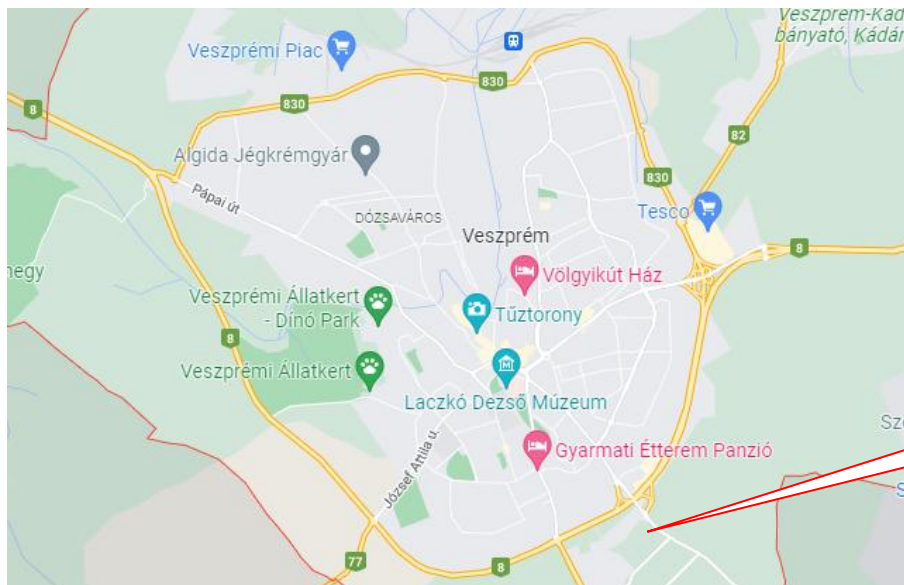 Veszprém-Kád
bányató, Kádár
Veszprémi Piac
830
830
8
82
Algida Jégkrémgyár
830
Pápai út
Tesco
DÓZSAVÁROS
Veszprém
8
negy
Völgyikút Ház
Veszprémi Állatkert
- Dínó Park
Tűztorony
8
Veszprémi Állatkert
M
Laczkó Dezső Múzeum
Sze
József Attila u.
Gyarmati Étterem Panzió
S
77
8